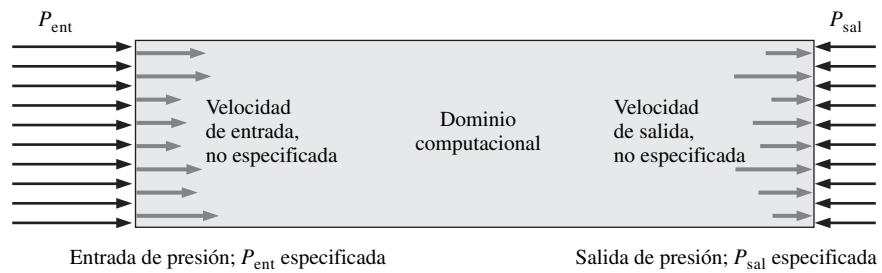 P_ent
P_sal
Velocidad
de entrada,
no especificada
Dominio
computacional
Velocidad
de salida,
no especificada
Entrada de presión; P_ent especificada
Salida de presión; P_sal especificada